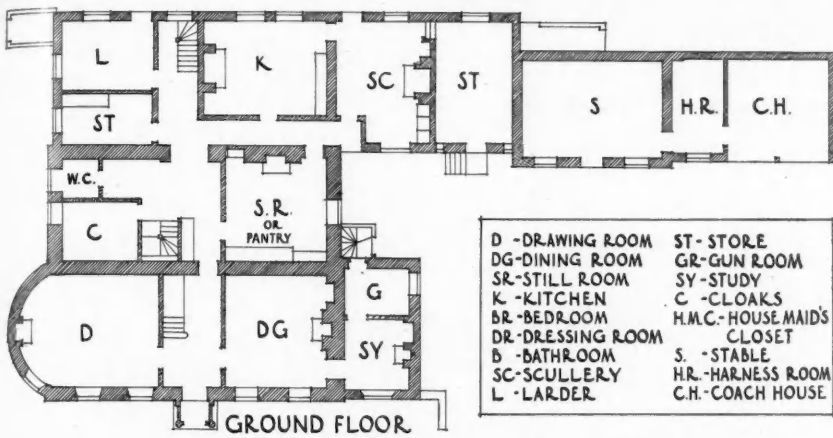 L
K
SC
ST
S
H.R.
C.H.
ST
W.C.
C
S.R.
OR
PANTRY
G
D
DG
SY
GROUND FLOOR
D - DRAWING ROOM
DG - DINING ROOM
SR - STILL ROOM
K - KITCHEN
BR - BEDROOM
DR - DRESSING ROOM
B - BATHROOM
SC - SCULLERY
L - LARDER
ST - STORE
GR - GUN ROOM
SY - STUDY
C - CLOAKS
H.M.C. - HOUSE MAID'S
CLOSET
S. - STABLE
H.R. - HARNESS ROOM
C.H. - COACH HOUSE